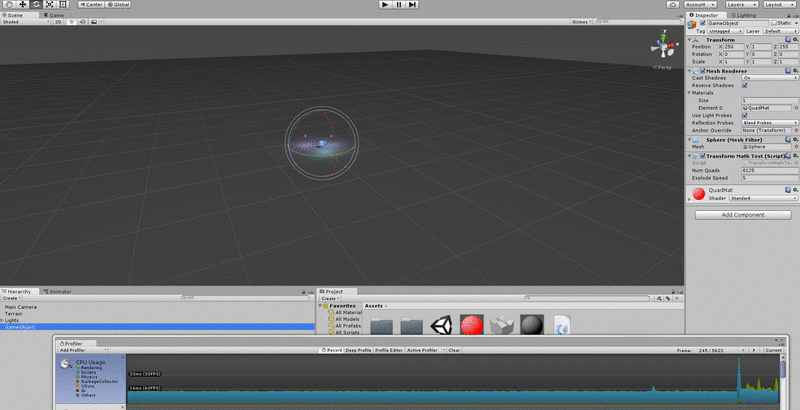 Center Global Account Layers Layout
Scene Game Inspector Lighting
Shaded 2D Gizmos All GameObject Static
Tag Untagged Layer Default
Transform
Position X 250 Y 1 Z 255
Rotation X 0 Y 0 Z 0
Scale X 1 Y 1 Z 1
Persp
Mesh Renderer
Cast Shadows On
Receive Shadows
Materials
Size 1
Element 0 QuadMat
Use Light Probes
Reflection Probes Blend Probes
Anchor Override None (Transform)
Sphere (Mesh Filter)
Mesh Sphere
Transform Math Test (Script)
Script TransformMathTe
Num Quads 8125
Explode Speed 5
QuadMat
Shader Standard
Add Component
Hierarchy Animator
Create All
Main Camera
Terrain
Lights
GameObject
Project
Create
Favorites Assets
All Material
All Models
All Prefabs
All Scripts
Profiler
Add Profiler Record Deep Profile Profile Editor Active Profiler Clear Frame: 245 / 5622 Current
CPU Usage
Rendering
Scripts
Physics
GarbageCollector
VSync
Gi
Others
33ms (30FPS)
16ms (60FPS)